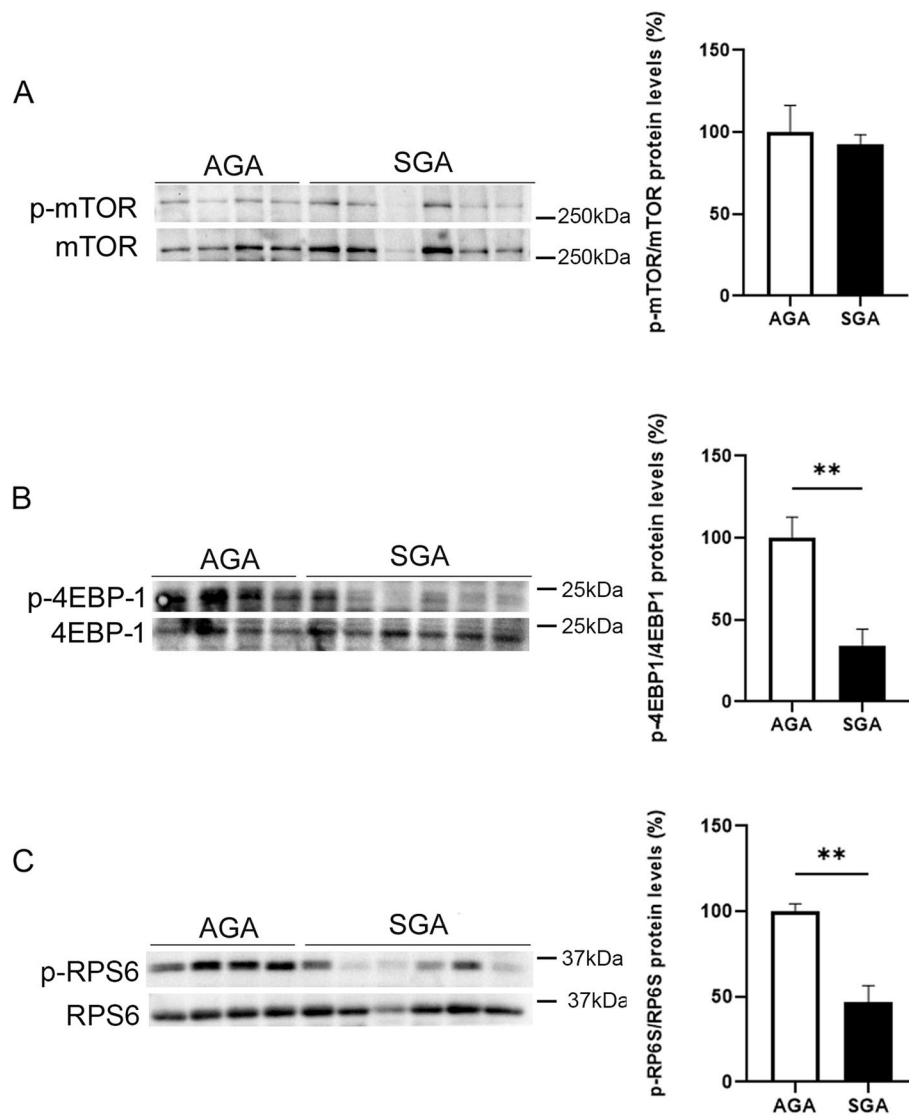 A
AGA SGA
p-mTOR
250kDa
mTOR
250kDa
p-mTOR/mTOR protein levels (%)
150
100
50
0
AGA SGA
B
AGA SGA
p-4EBP-1
25kDa
4EBP-1
25kDa
p-4EBP1/4EBP1 protein levels (%)
150
**
100
50
0
AGA SGA
C
AGA SGA
p-RPS6
37kDa
RPS6
37kDa
p-RP6S/RP6S protein levels (%)
150
**
100
50
0
AGA SGA